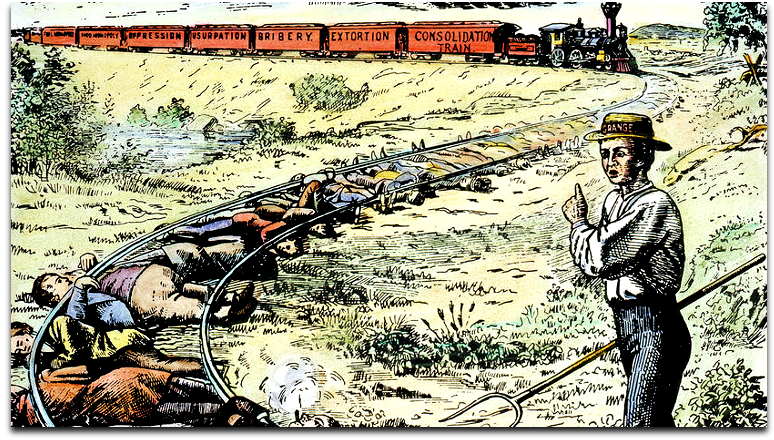 OPPRESSION
USURPATION
BRIBERY.
EXTORTION
CONSOLIDATION
TRAIN
GRANGE